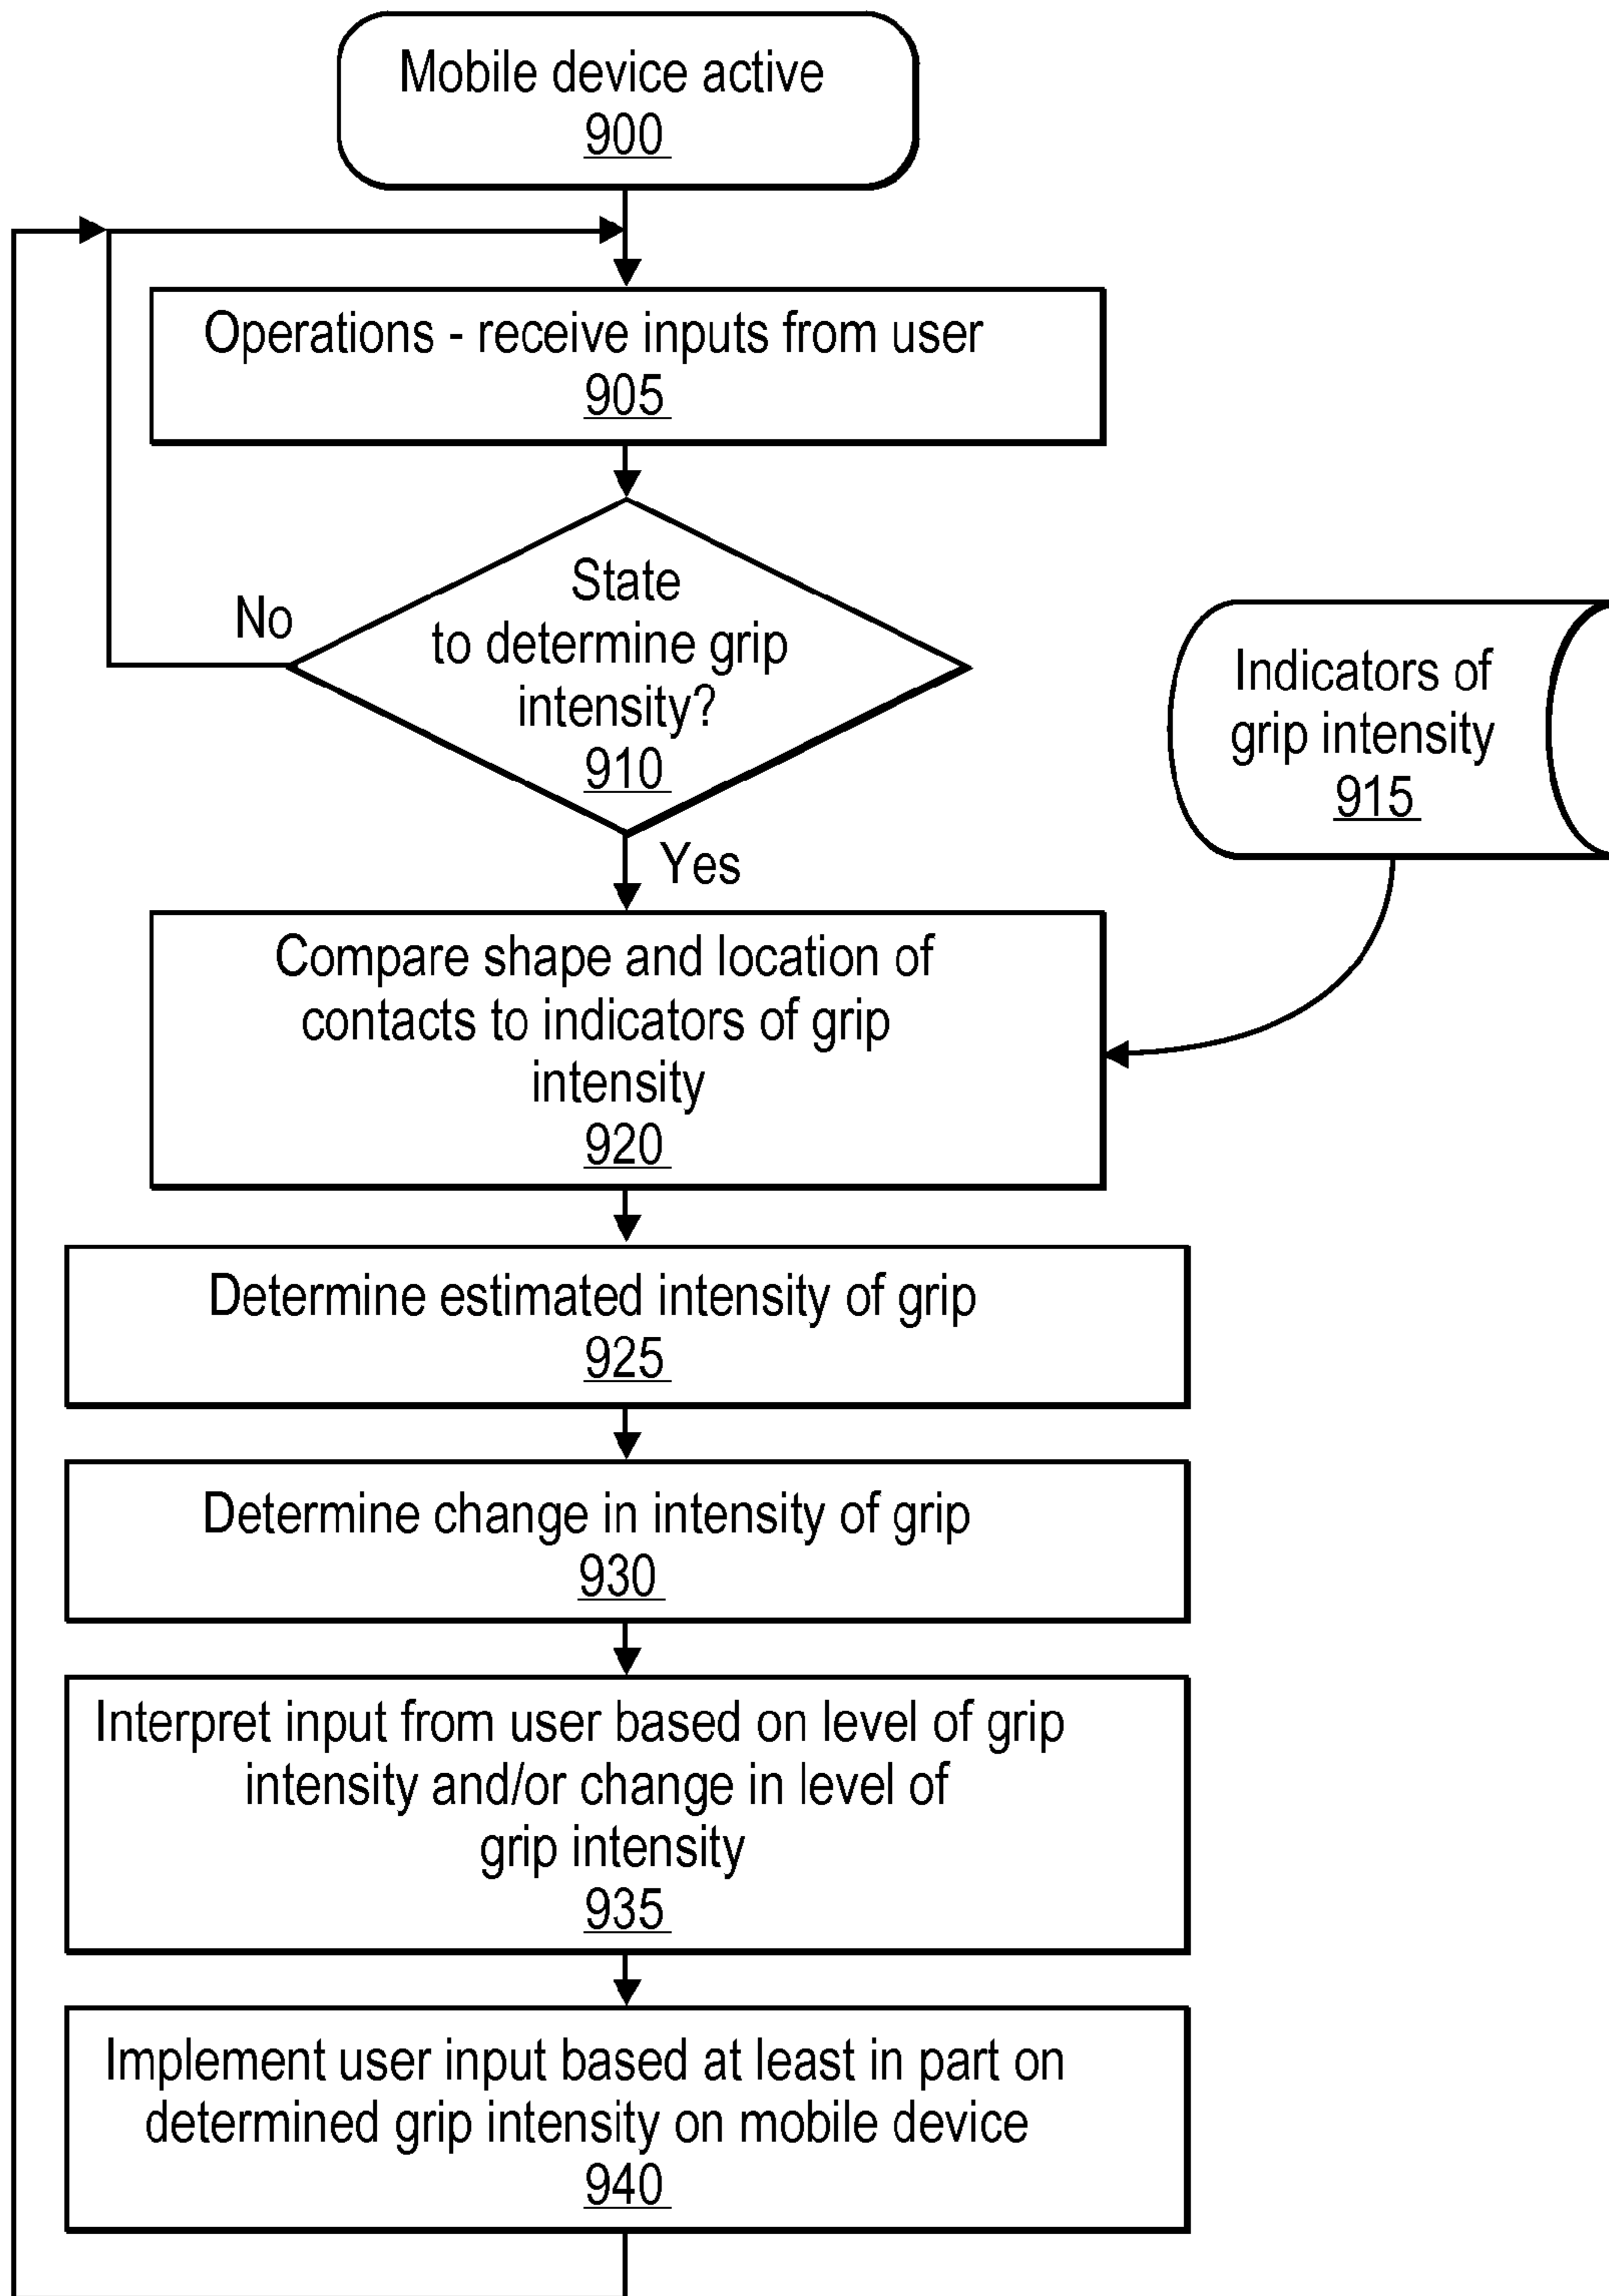 Mobile device active
900
Operations - receive inputs from user
905
State
to determine grip
intensity?
910
No
Yes
Indicators of
grip intensity
915
Compare shape and location of
contacts to indicators of grip
intensity
920
Determine estimated intensity of grip
925
Determine change in intensity of grip
930
Interpret input from user based on level of grip
intensity and/or change in level of
grip intensity
935
Implement user input based at least in part on
determined grip intensity on mobile device
940